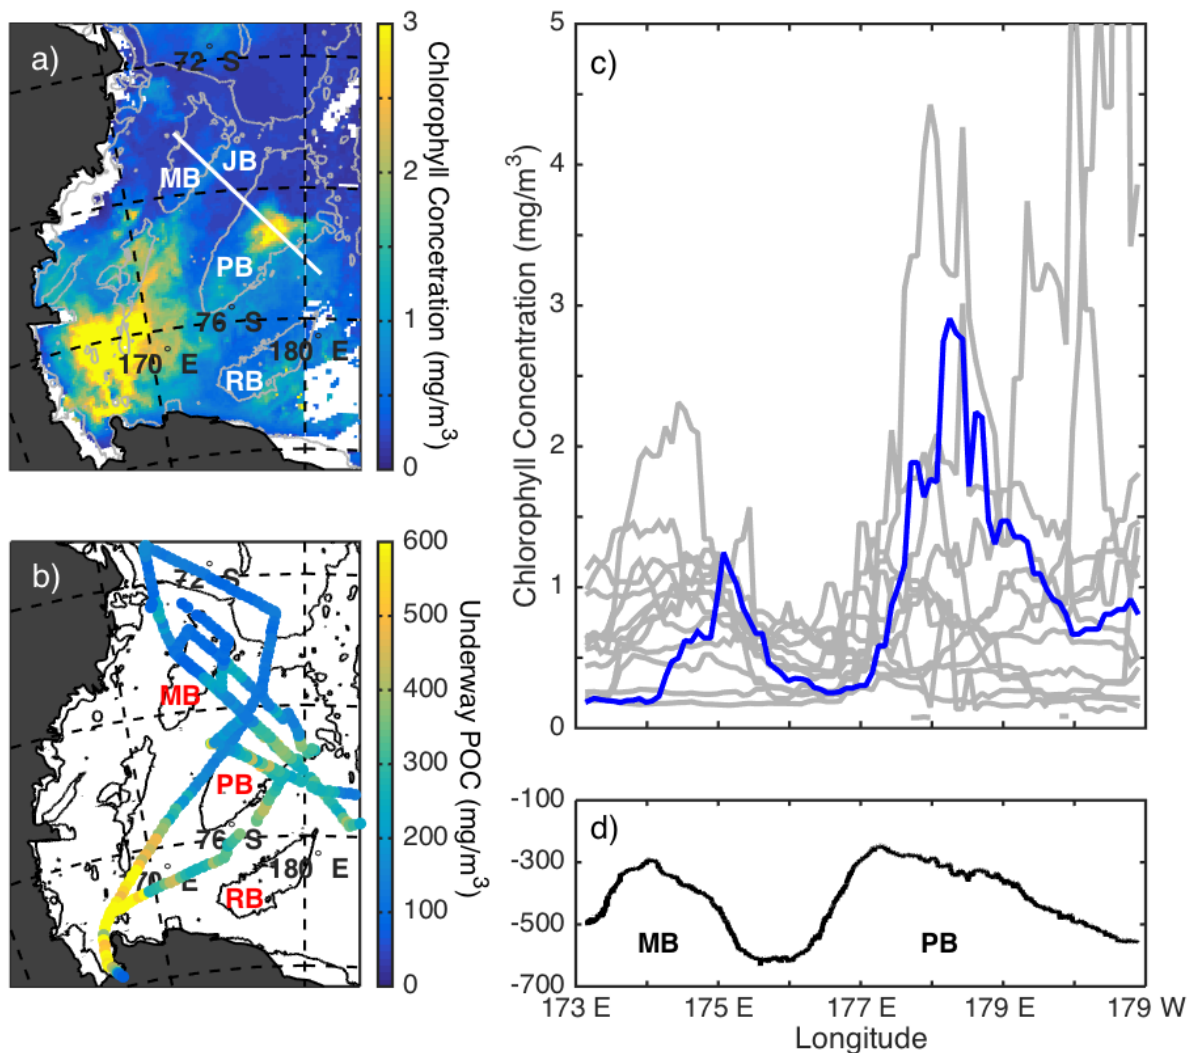 a)
72° S
JB
MB
PB
76° S
170° E
180° E
RB
3
2
1
0
Chlorophyll Concetration (mg/m³)
b)
72° S
MB
PB
76° S
70° E
180° E
RB
600
500
400
300
200
100
0
Underway POC (mg/m³)
c)
5
4
3
2
1
0
Chlorophyll Concentration (mg/m³)
d)
-100
-300
-500
-700
MB
PB
173 E
175 E
177 E
179 E
179 W
Longitude